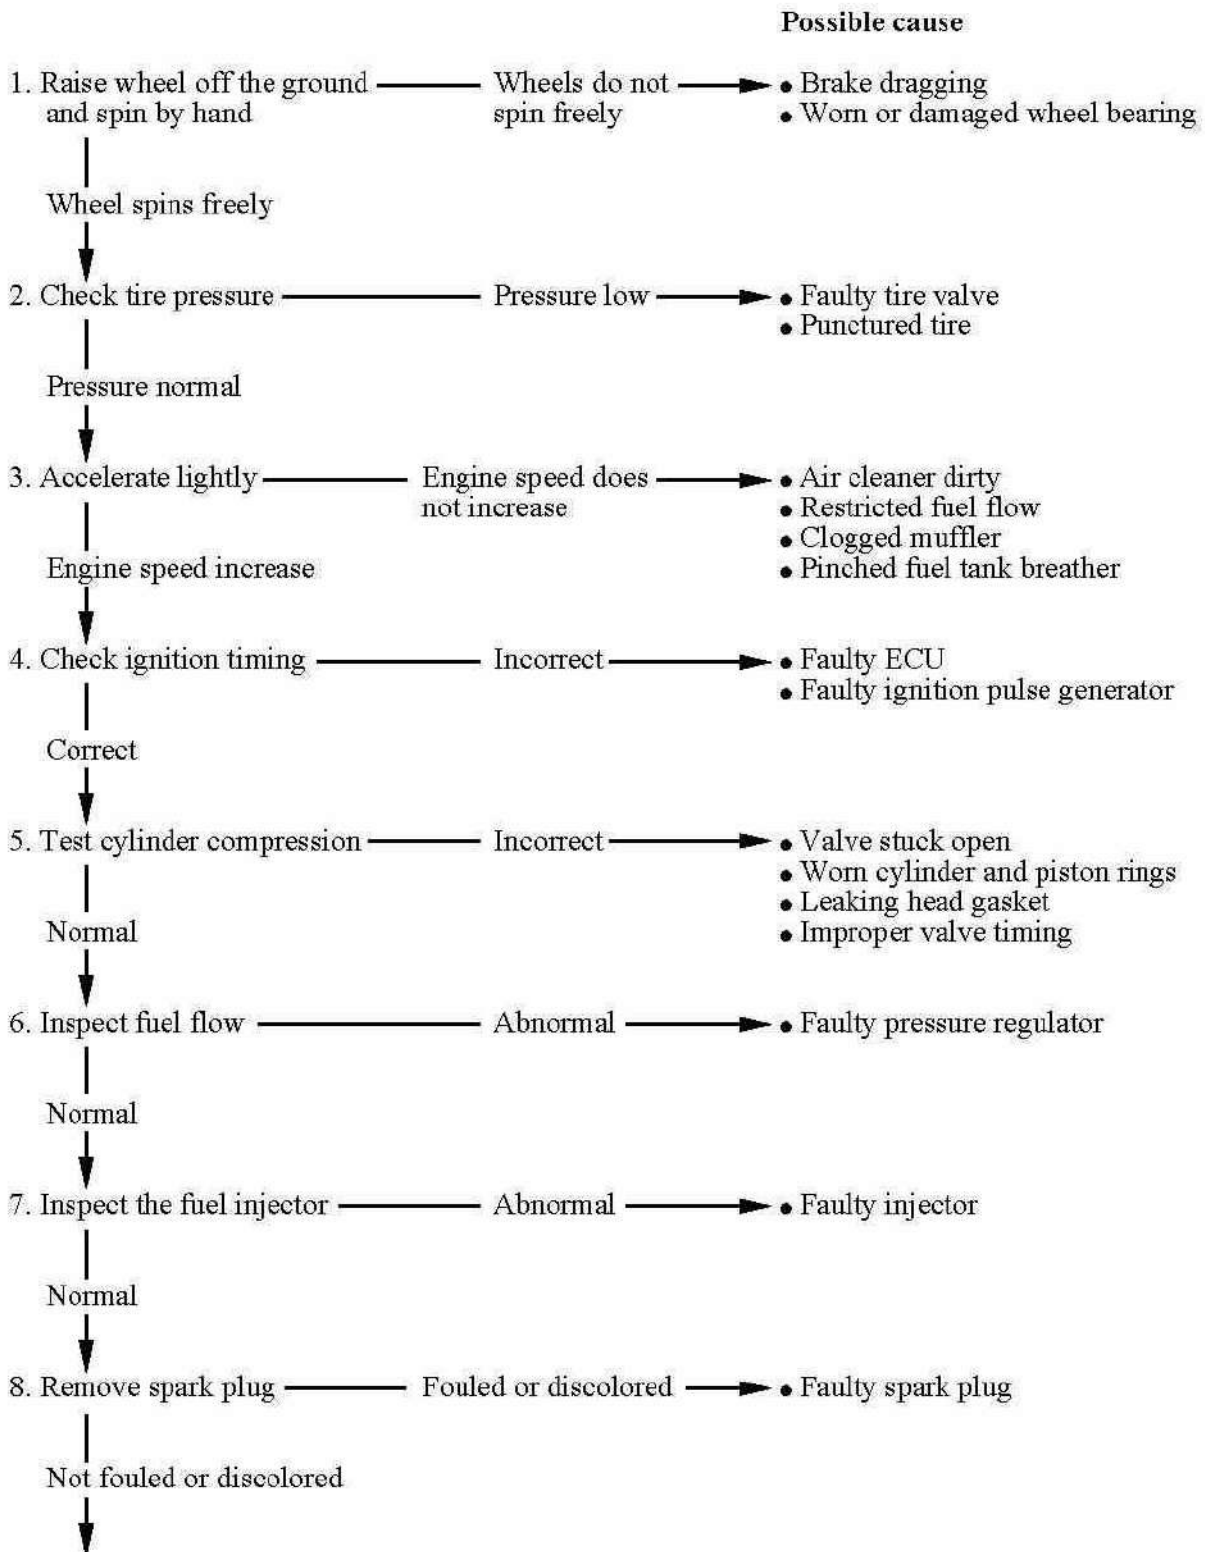 Possible cause
1. Raise wheel off the ground
and spin by hand
Wheels do not
spin freely
• Brake dragging
• Worn or damaged wheel bearing
Wheel spins freely
2. Check tire pressure
Pressure low
• Faulty tire valve
• Punctured tire
Pressure normal
3. Accelerate lightly
Engine speed does
not increase
• Air cleaner dirty
• Restricted fuel flow
• Clogged muffler
• Pinched fuel tank breather
Engine speed increase
4. Check ignition timing
Incorrect
• Faulty ECU
• Faulty ignition pulse generator
Correct
5. Test cylinder compression
Incorrect
• Valve stuck open
• Worn cylinder and piston rings
• Leaking head gasket
• Improper valve timing
Normal
6. Inspect fuel flow
Abnormal
• Faulty pressure regulator
Normal
7. Inspect the fuel injector
Abnormal
• Faulty injector
Normal
8. Remove spark plug
Fouled or discolored
• Faulty spark plug
Not fouled or discolored